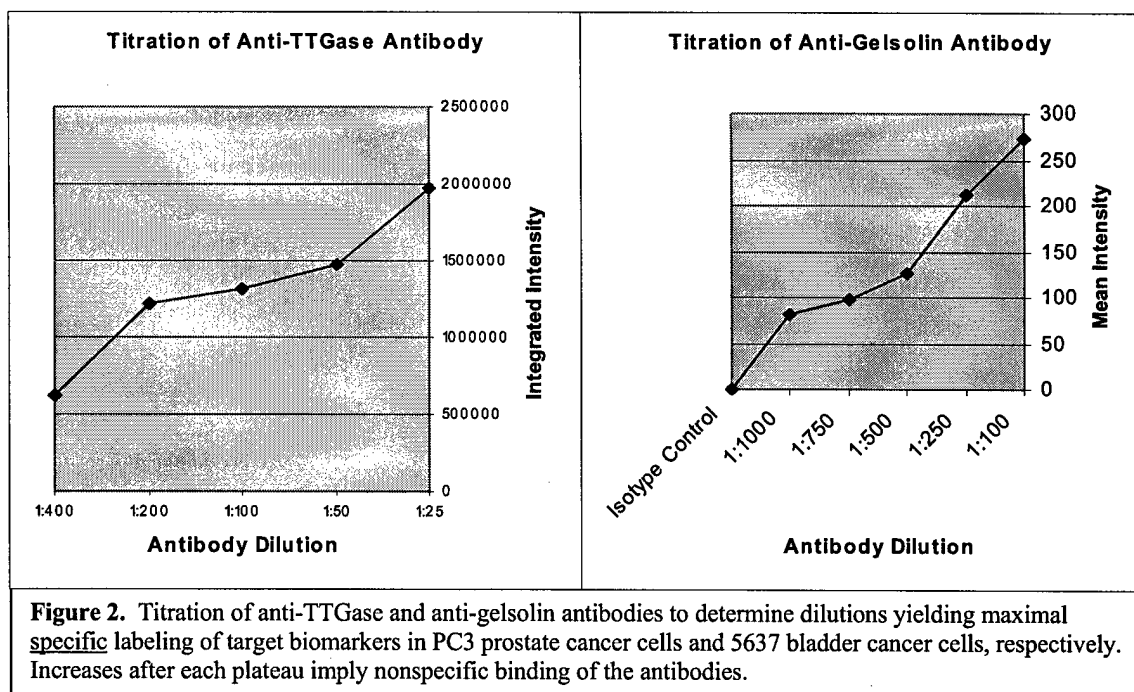 Titration of Anti-TTGase Antibody
2500000
2000000
1500000
1000000
500000
0
Integrated Intensity
1:400 1:200 1:100 1:50 1:25
Antibody Dilution
Titration of Anti-Gelsolin Antibody
300
250
200
150
100
50
0
Mean Intensity
Isotype Control 1:1000 1:750 1:500 1:250 1:100
Antibody Dilution
Figure 2. Titration of anti-TTGase and anti-gelsolin antibodies to determine dilutions yielding maximal
specific labeling of target biomarkers in PC3 prostate cancer cells and 5637 bladder cancer cells, respectively.
Increases after each plateau imply nonspecific binding of the antibodies.